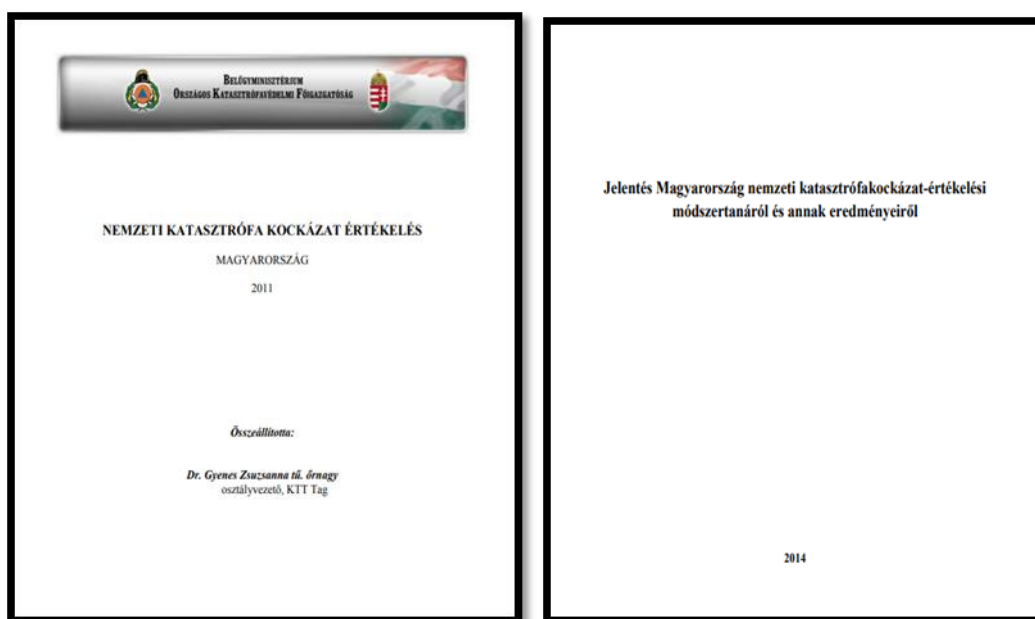 BELÜGYMINISZTÉRIUM
ORSZÁGOS KATASZTRÓFAVÉDELMI FŐIGAZGATÓSÁG
NEMZETI KATASZTRÓFA KOCKÁZAT ÉRTÉKELÉS
MAGYARORSZÁG
2011
Összeállította:
Dr. Gyenes Zsuzsanna tű. őrnagy
osztályvezető, KTT Tag
Jelentés Magyarország nemzeti katasztrófakockázat-értékelési
módszertanáról és annak eredményeiről
2014